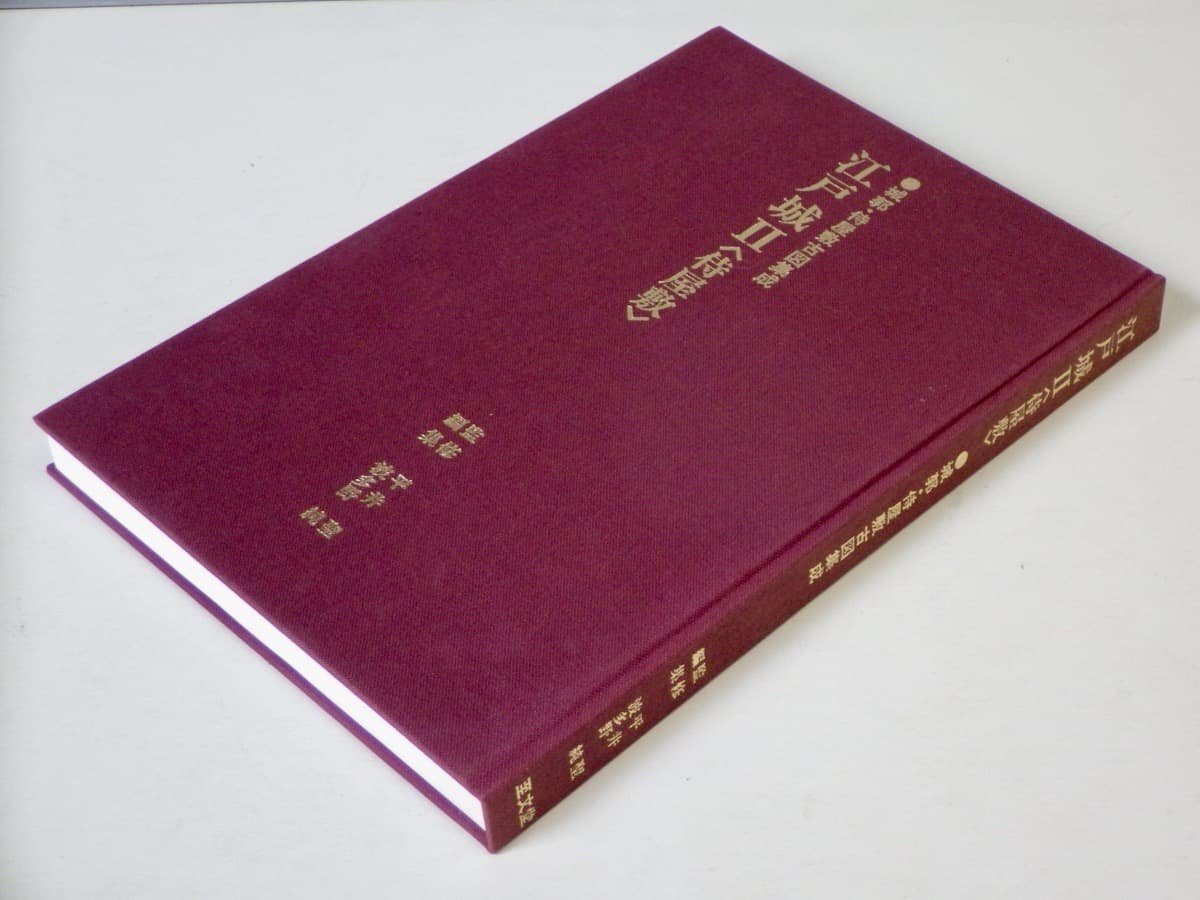 ●城郭・侍屋敷古図集成
江戸城Ⅱ〈侍屋敷〉
監修 平井 聖
編集 波多野 純
江戸城Ⅱ〈侍屋敷〉●城郭・侍屋敷古図集成
監修 平井 聖
編集 波多野 純
至文堂